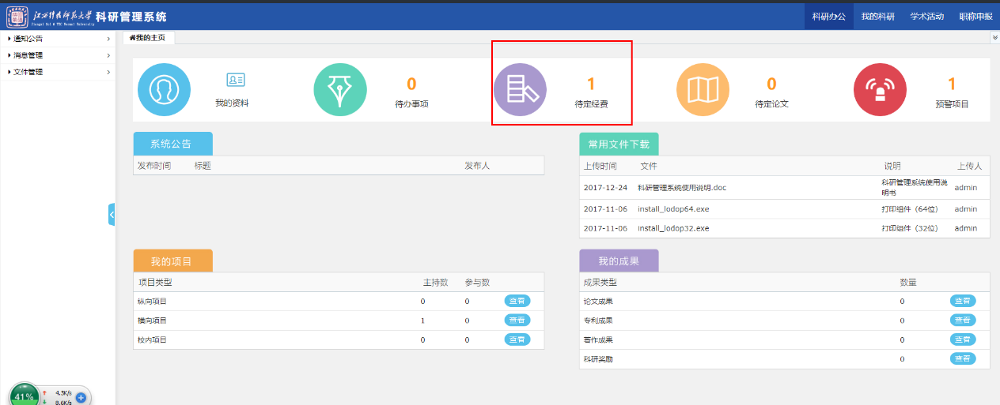 江西科技师范大学 科研管理系统
Jiangxi Sci & TEC Normal University
科研办公 我的科研 学术活动 职称申报
通知公告
消息管理
文件管理
我的主页
我的资料
0 待办事项
1 待定经费
0 待定论文
1 预警项目
系统公告
发布时间 标题 发布人
常用文件下载
上传时间 文件 说明 上传人
2017-12-24 科研管理系统使用说明.doc 科研管理系统使用说明书 admin
2017-11-06 install_lodop64.exe 打印组件（64位） admin
2017-11-06 install_lodop32.exe 打印组件（32位） admin
我的项目
项目类型 主持数 参与数
纵向项目 0 0 查看
横向项目 1 0 查看
校内项目 0 0 查看
我的成果
成果类型 数量
论文成果 0 查看
专利成果 0 查看
著作成果 0 查看
科研奖励 0 查看
41%
4.3K/s
8.6K/s